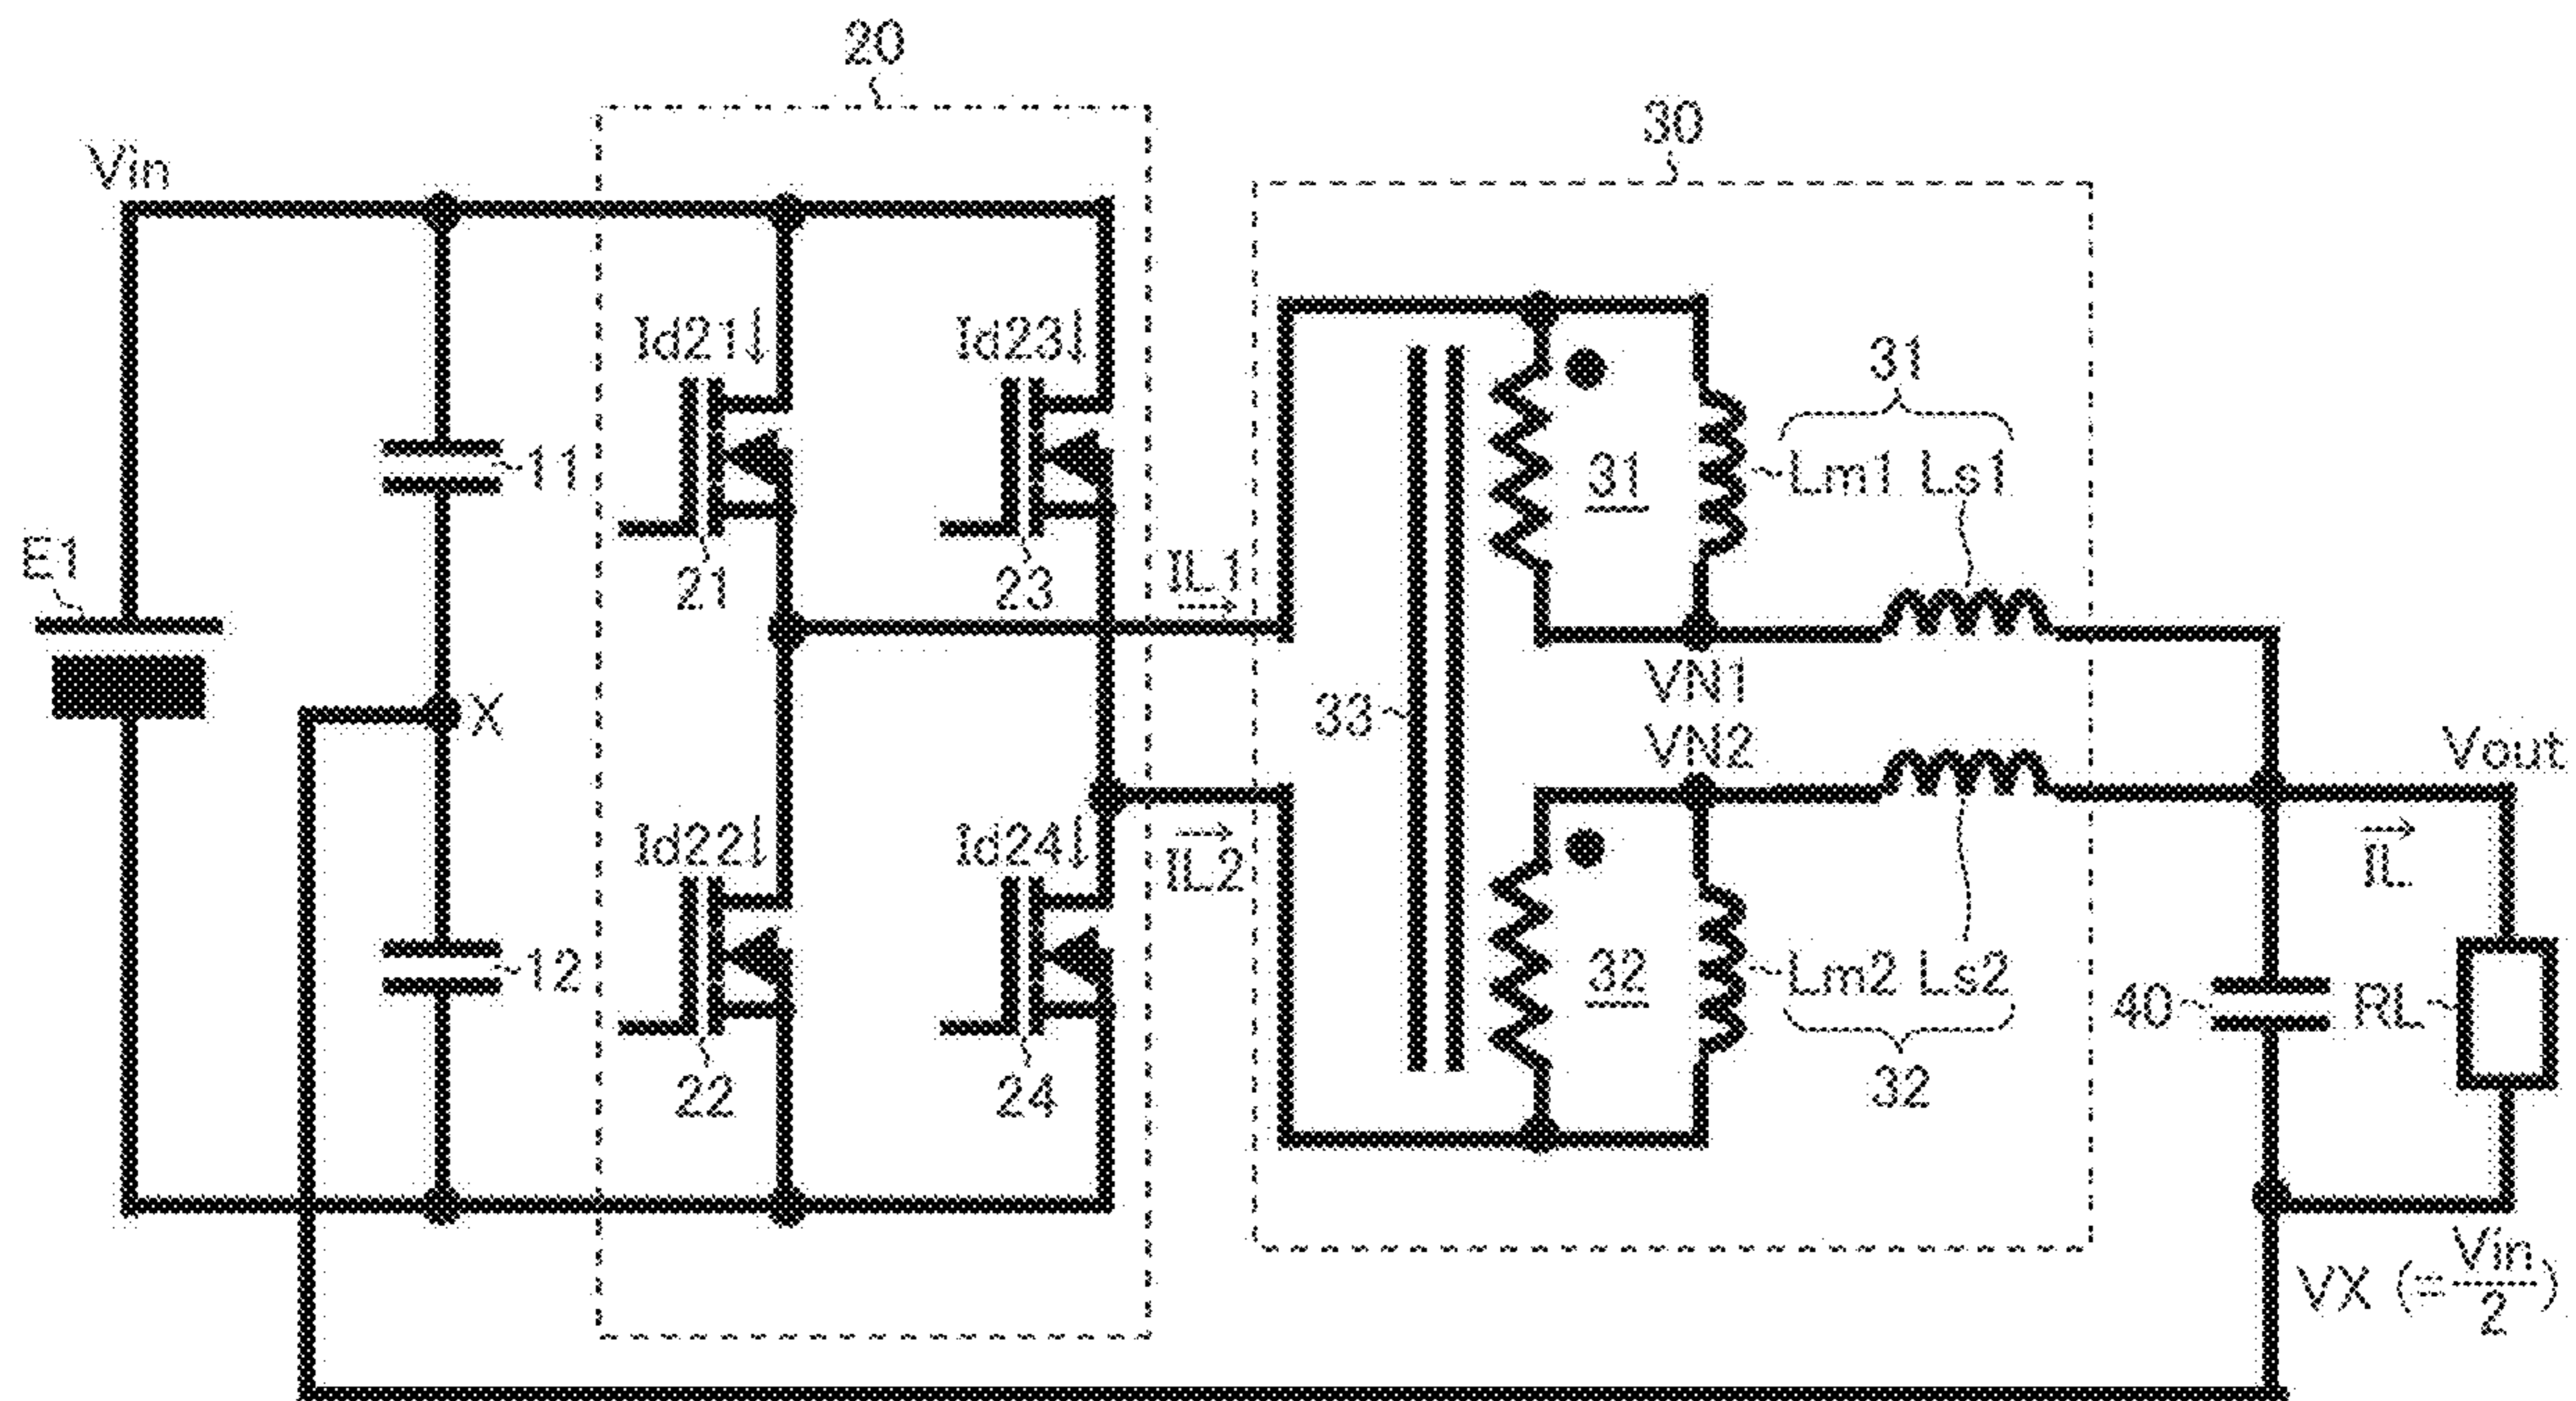 20
30
Vin
Id21↓
Id23↓
31
11
31
Lm1 Ls1
E1
21
23
IL1
X
33
VN1
VN2
Vout
Id22↓
Id24↓
IL2
IL
12
32
Lm2 Ls2
40
RL
22
24
32
VX (=Vin/2)